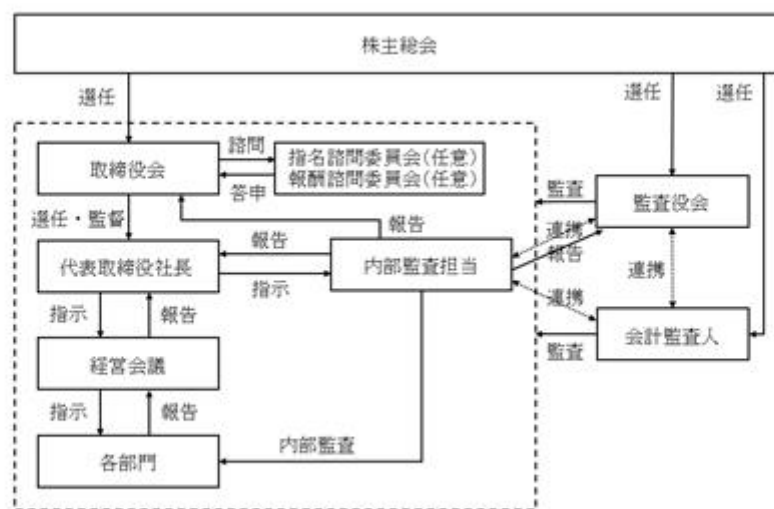 株主総会
選任
選任
選任
諮問
取締役会
指名諮問委員会(任意)
報酬諮問委員会(任意)
答申
監査
監査役会
選任・監督
報告
報告
連携
報告
代表取締役社長
内部監査担当
指示
連携
連携
指示
報告
会計監査人
監査
経営会議
指示
報告
内部監査
各部門